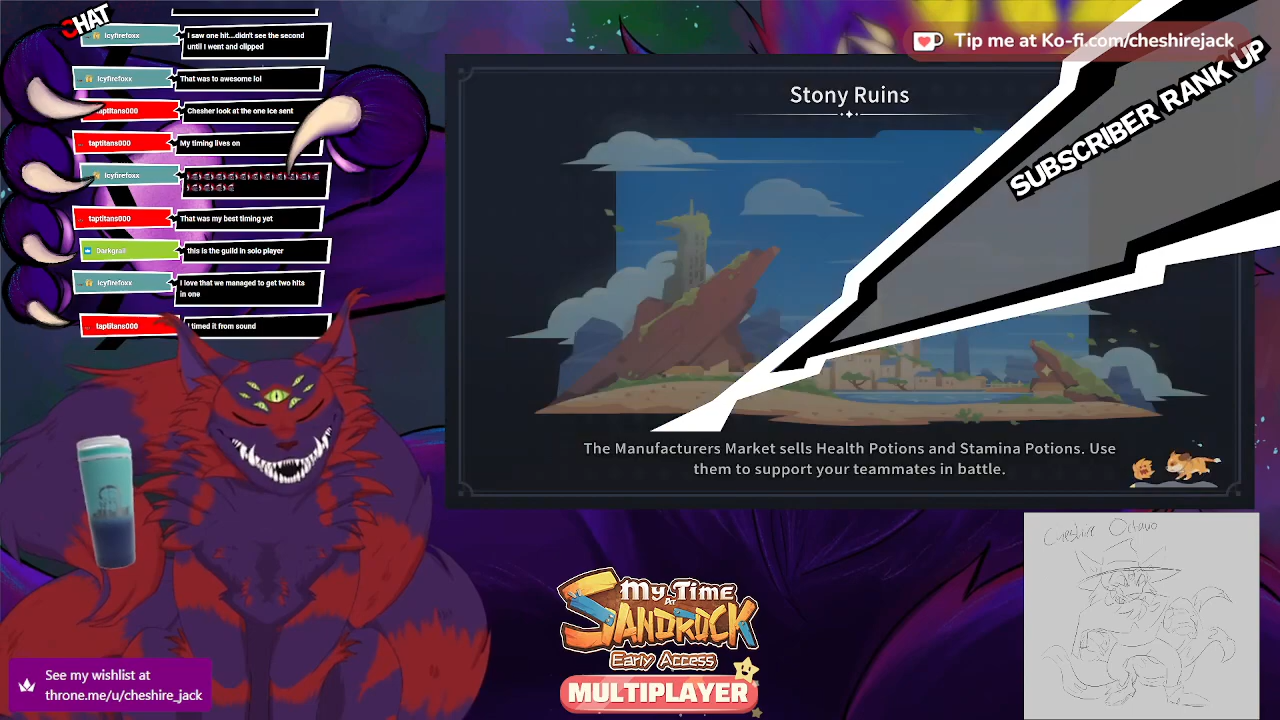 CHAT
Icyfirefoxx
I saw one hit...didn't see the second
until I went and clipped
Icyfirefoxx
That was to awesome lol
taptitans000
Chesher look at the one Ice sent
taptitans000
My timing lives on
Icyfirefoxx
taptitans000
That was my best timing yet
Darkgrail
this is the guild in solo player
Icyfirefoxx
I love that we managed to get two hits
in one
taptitans000
I timed it from sound
Tip me at Ko-fi.com/cheshirejack
SUBSCRIBER RANK UP
Stony Ruins
The Manufacturers Market sells Health Potions and Stamina Potions. Use
them to support your teammates in battle.
My Time
AT
SANDROCK
Early Access
MULTIPLAYER
Cheshire Octavo
See my wishlist at
throne.me/u/cheshire_jack